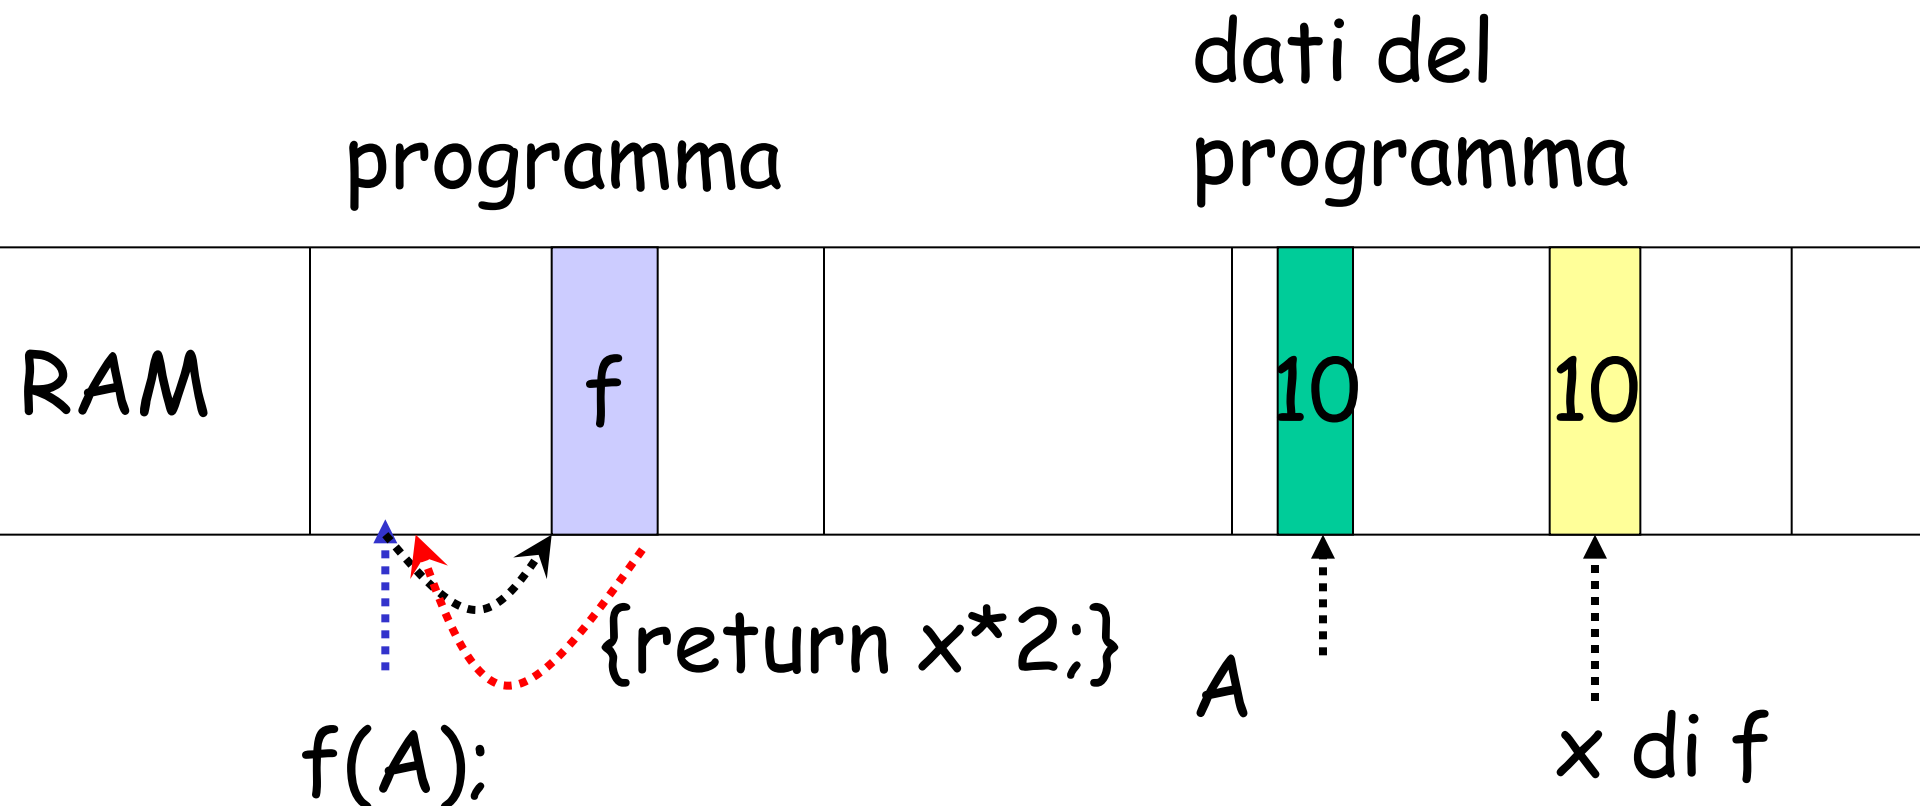 dati del
programma
programma
RAM
f
10
10
{return x*2;}
A
x di f
f(A);